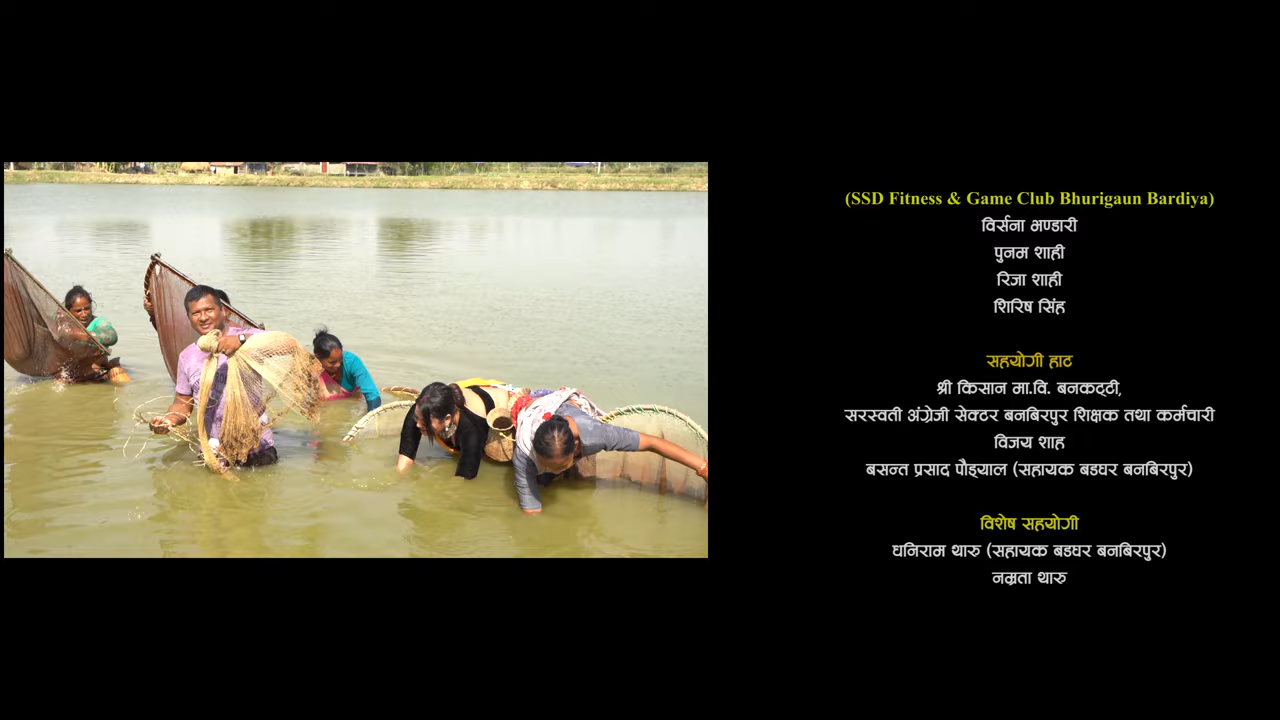 (SSD Fitness & Game Club Bhurigaun Bardiya)
विर्सना भण्डारी
पुनम शाही
रिजा शाही
शिरिष सिंह
सहयोगी हाट
श्री किसान मा.वि. बनकट्टी,
सरस्वती अंग्रेजी सेक्टर बनबिरपुर शिक्षक तथा कर्मचारी
विजय शाह
बसन्त प्रसाद पौड्याल (सहायक बडघर बनबिरपुर)
विशेष सहयोगी
धनिराम थारु (सहायक बडघर बनबिरपुर)
नम्रता थारु